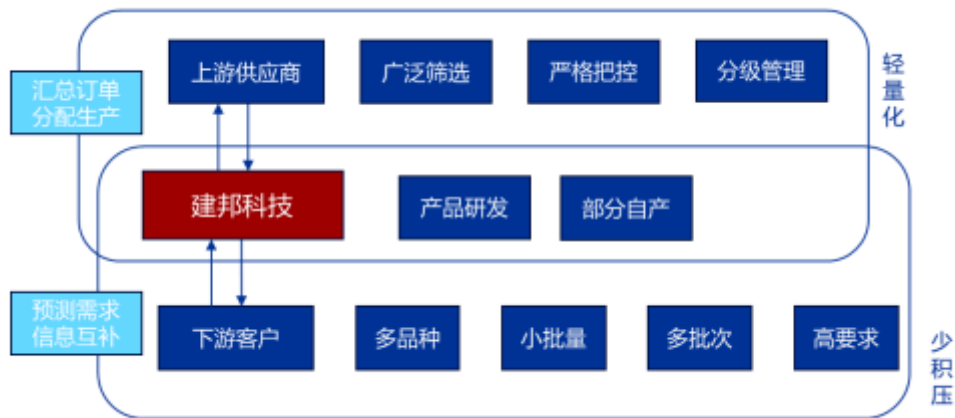 上游供应商
广泛筛选
严格把控
分级管理
轻量化
汇总订单
分配生产
建邦科技
产品研发
部分自产
预测需求
信息互补
下游客户
多品种
小批量
多批次
高要求
少积压